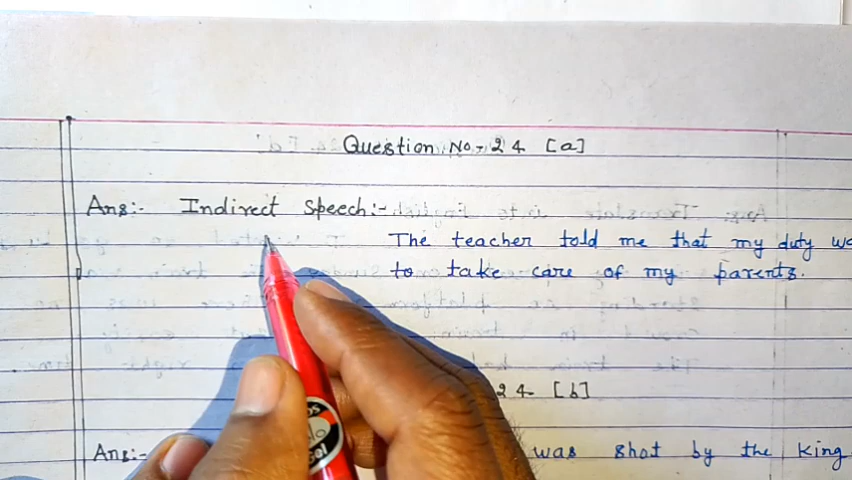 Question No. 24 [a]
Ans:- Indirect Speech:-
The teacher told me that my duty
to take care of my parents.
24 [b]
Ans:- was shot by the King